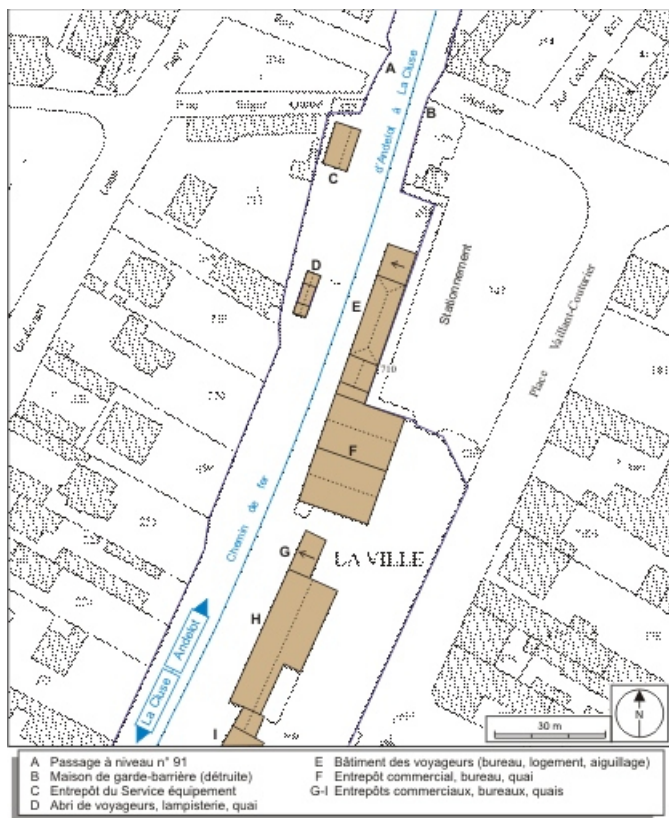 A
d'Andelot à La Cluse
B
C
D
E
Stationnement
Place Vaillant-Couturier
710
F
Chemin de fer
G
LA VILLE
H
Andelot
La Cluse
I
N
30 m
A Passage à niveau n° 91
B Maison de garde-barrière (détruite)
C Entrepôt du Service équipement
D Abri de voyageurs, lampisterie, quai
E Bâtiment des voyageurs (bureau, logement, aiguillage)
F Entrepôt commercial, bureau, quai
G-I Entrepôts commerciaux, bureaux, quais